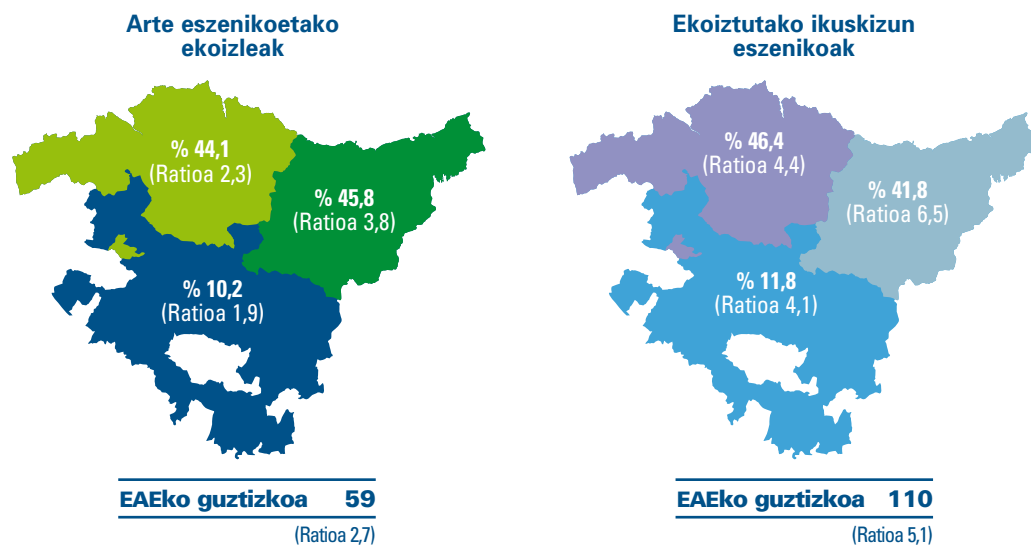 Arte eszenikoetako
ekoizleak
% 44,1
(Ratioa 2,3)
% 45,8
(Ratioa 3,8)
% 10,2
(Ratioa 1,9)
EAEko guztizkoa 59
(Ratioa 2,7)
Ekoiztutako ikuskizun
eszenikoak
% 46,4
(Ratioa 4,4)
% 41,8
(Ratioa 6,5)
% 11,8
(Ratioa 4,1)
EAEko guztizkoa 110
(Ratioa 5,1)